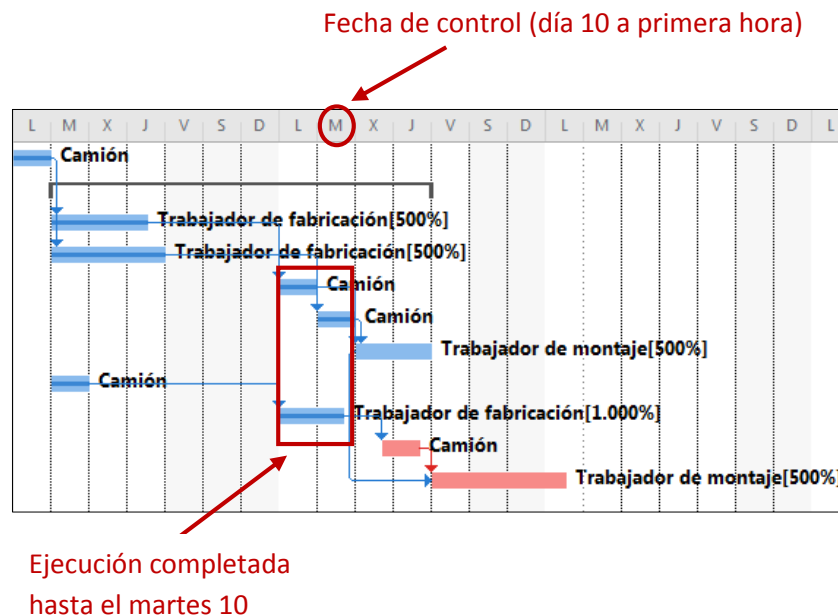 Fecha de control (día 10 a primera hora)
L M X J V S D L M X J V S D L M X J V S D L
Camión
Trabajador de fabricación[500%]
Trabajador de fabricación[500%]
Camión
Camión
Trabajador de montaje[500%]
Camión
Trabajador de fabricación[1.000%]
Camión
Trabajador de montaje[500%]
Ejecución completada
hasta el martes 10